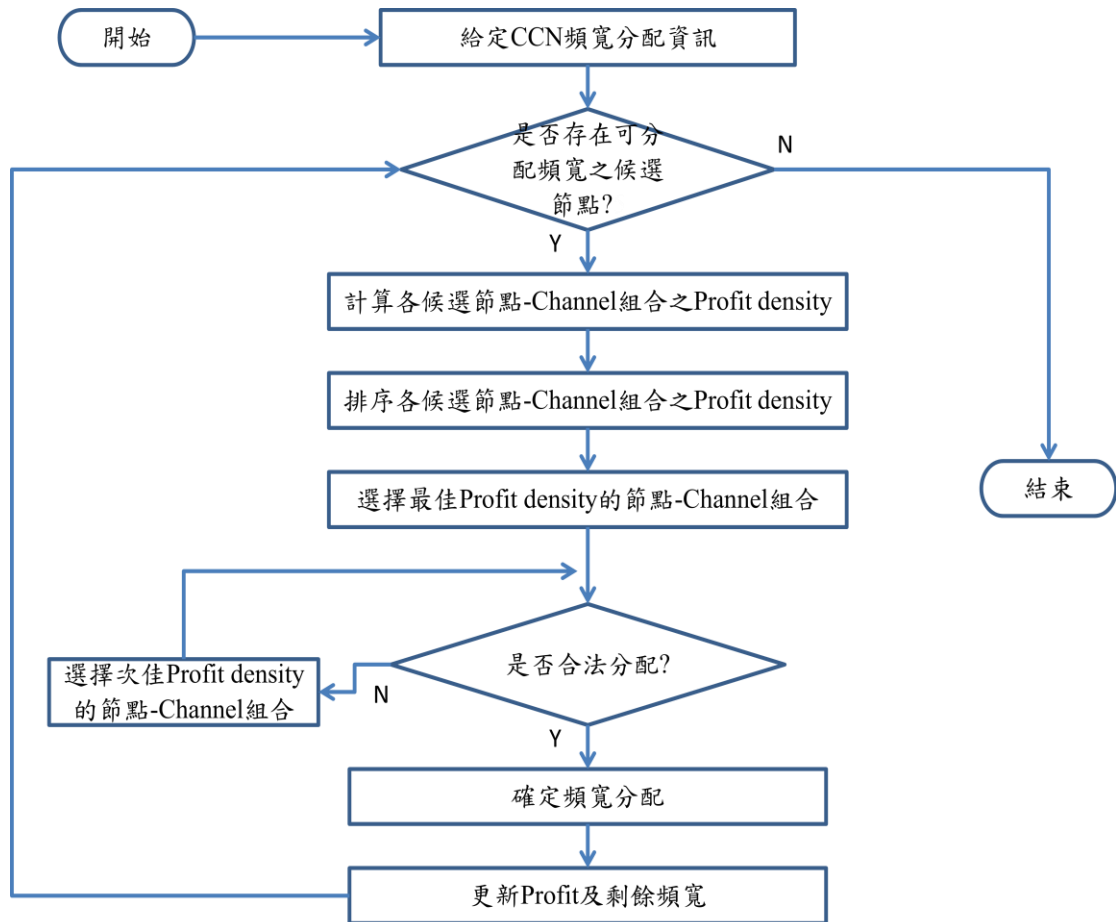 開始
給定CCN頻寬分配資訊
是否存在可分
配頻寬之候選
節點?
N
Y
計算各候選節點-Channel組合之Profit density
排序各候選節點-Channel組合之Profit density
選擇最佳Profit density的節點-Channel組合
結束
是否合法分配?
選擇次佳Profit density
的節點-Channel組合
N
Y
確定頻寬分配
更新Profit及剩餘頻寬